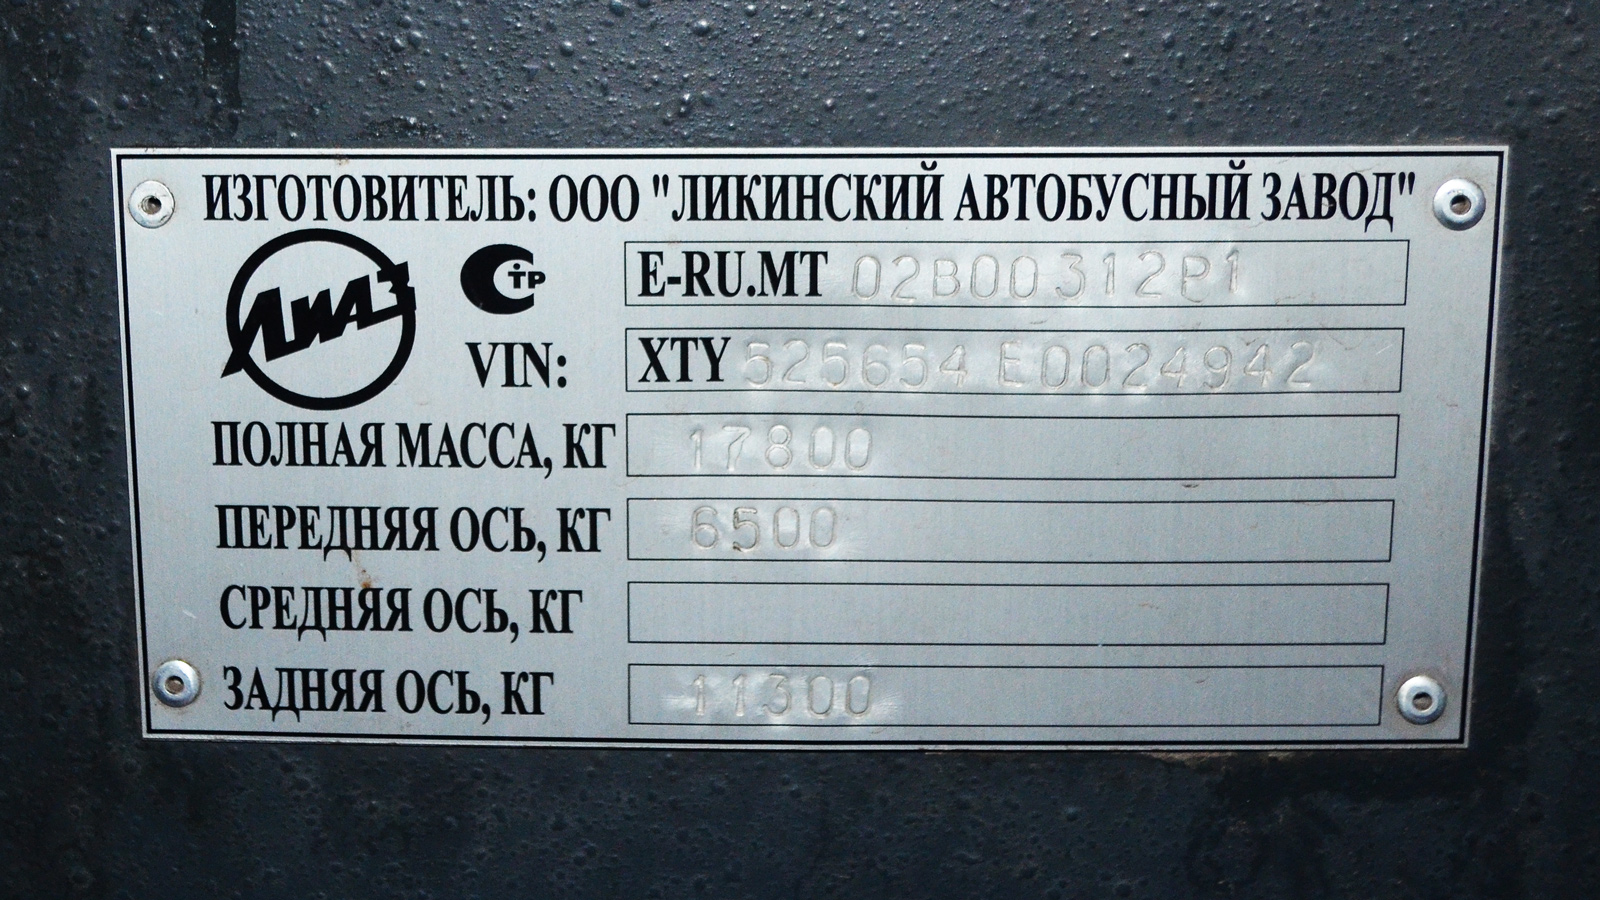 ИЗГОТОВИТЕЛЬ: ООО "ЛИКИНСКИЙ АВТОБУСНЫЙ ЗАВОД"
ЛИАЗ
СТР
E-RU.MT 02B00312P1
VIN: XTY 525654 E0024942
ПОЛНАЯ МАССА, КГ 17800
ПЕРЕДНЯЯ ОСЬ, КГ 6500
СРЕДНЯЯ ОСЬ, КГ
ЗАДНЯЯ ОСЬ, КГ 11300